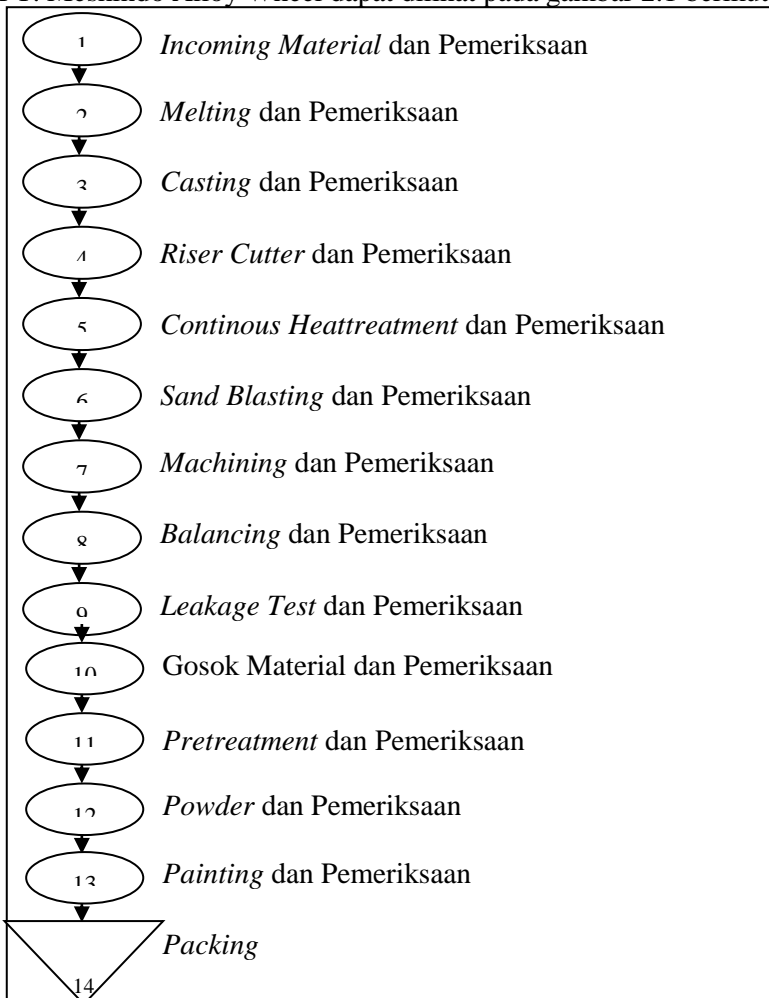 1 Incoming Material dan Pemeriksaan
2 Melting dan Pemeriksaan
3 Casting dan Pemeriksaan
4 Riser Cutter dan Pemeriksaan
5 Continous Heattreatment dan Pemeriksaan
6 Sand Blasting dan Pemeriksaan
7 Machining dan Pemeriksaan
8 Balancing dan Pemeriksaan
9 Leakage Test dan Pemeriksaan
10 Gosok Material dan Pemeriksaan
11 Pretreatment dan Pemeriksaan
12 Powder dan Pemeriksaan
13 Painting dan Pemeriksaan
Packing
14